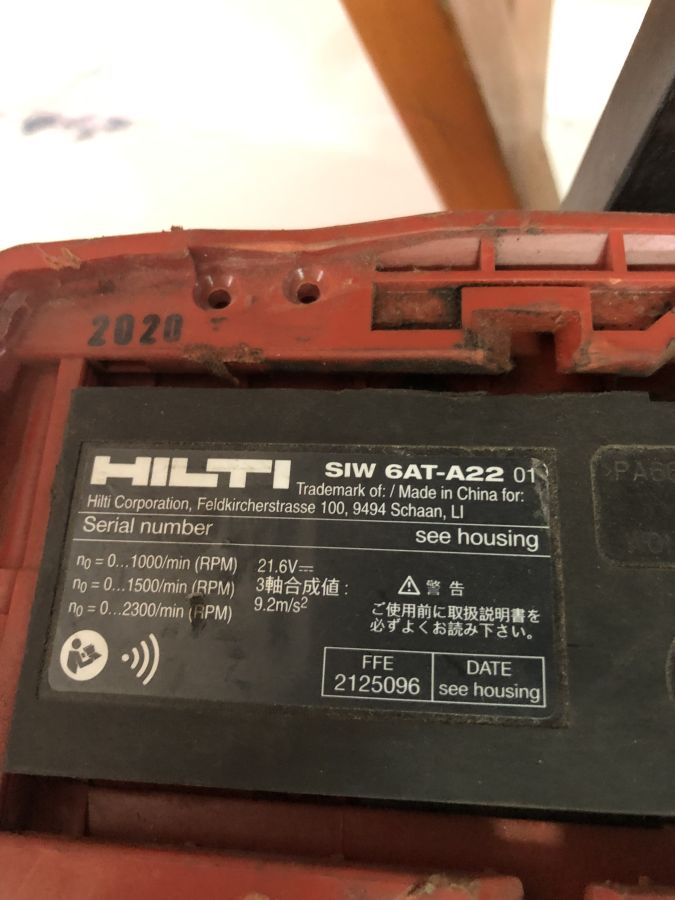 2020
HILTI
SIW 6AT-A22 01
Trademark of: / Made in China for:
Hilti Corporation, Feldkircherstrasse 100, 9494 Schaan, LI
Serial number
see housing
n₀ = 0...1000/min (RPM)
n₀ = 0...1500/min (RPM)
n₀ = 0...2300/min (RPM)
21.6V⎓
3軸合成値:
9.2m/s²
⚠ 警告
ご使用前に取扱説明書を
必ずよくお読み下さい。
FFE
2125096
DATE
see housing